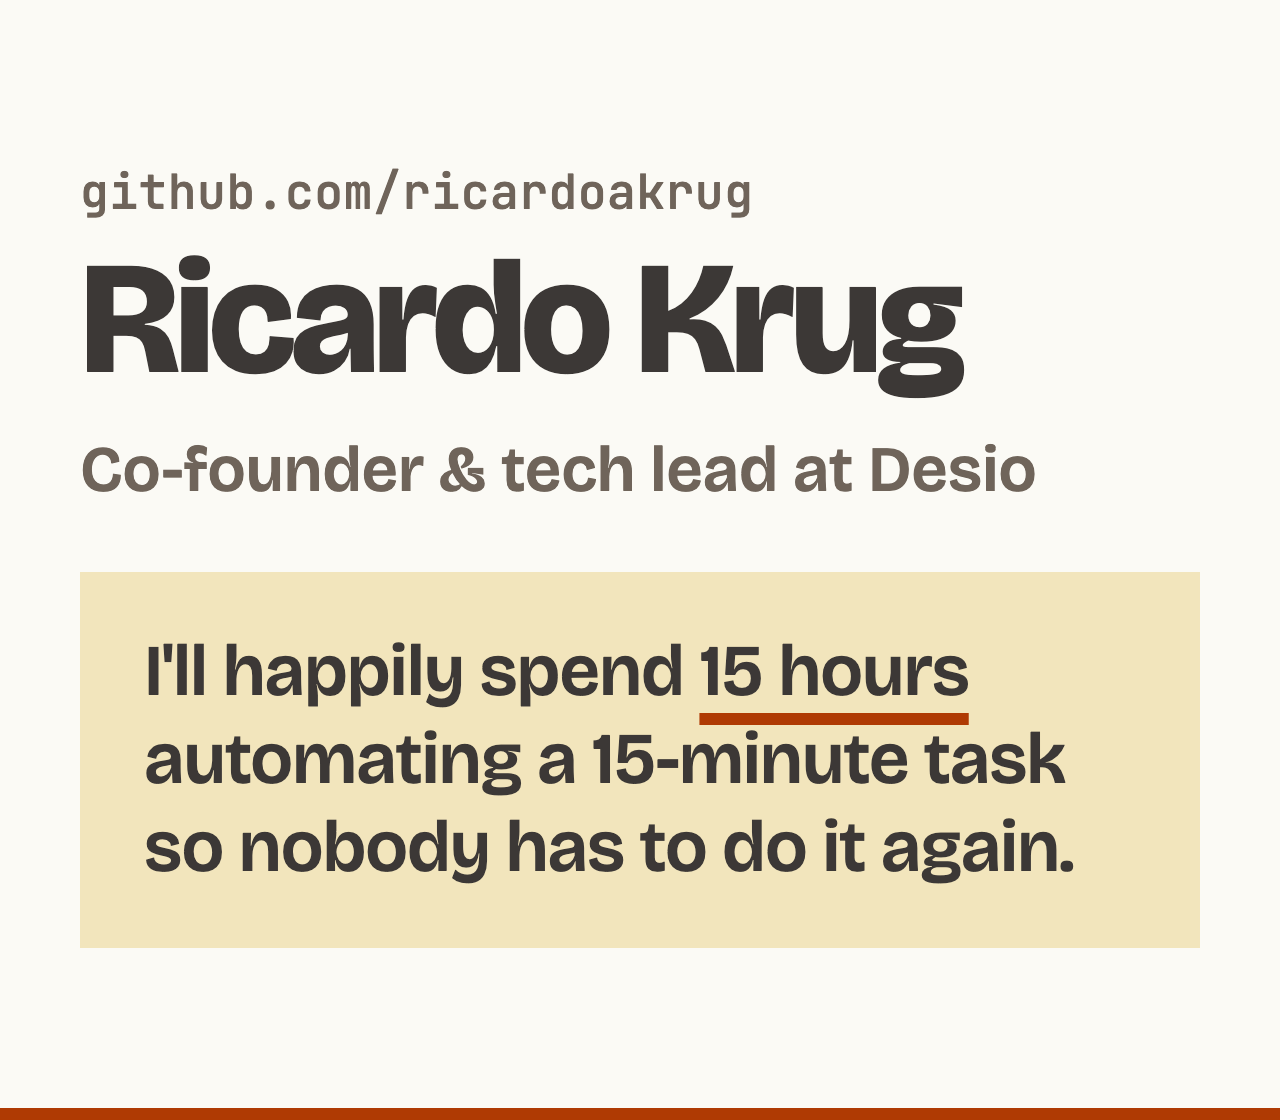 github.com/ricardoakrug
Ricardo Krug
Co-founder & tech lead at Desio
I'll happily spend 15 hours
automating a 15-minute task
so nobody has to do it again.